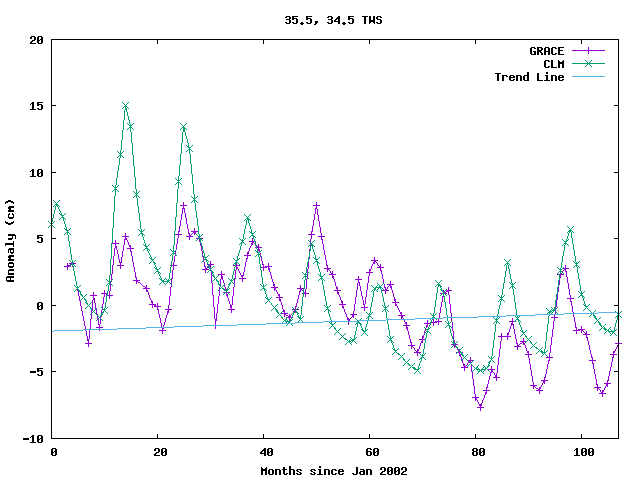 35.5, 34.5 TWS
GRACE
CLM
Trend Line
20
15
10
5
0
-5
-10
Anomaly (cm)
0 20 40 60 80 100
Months since Jan 2002